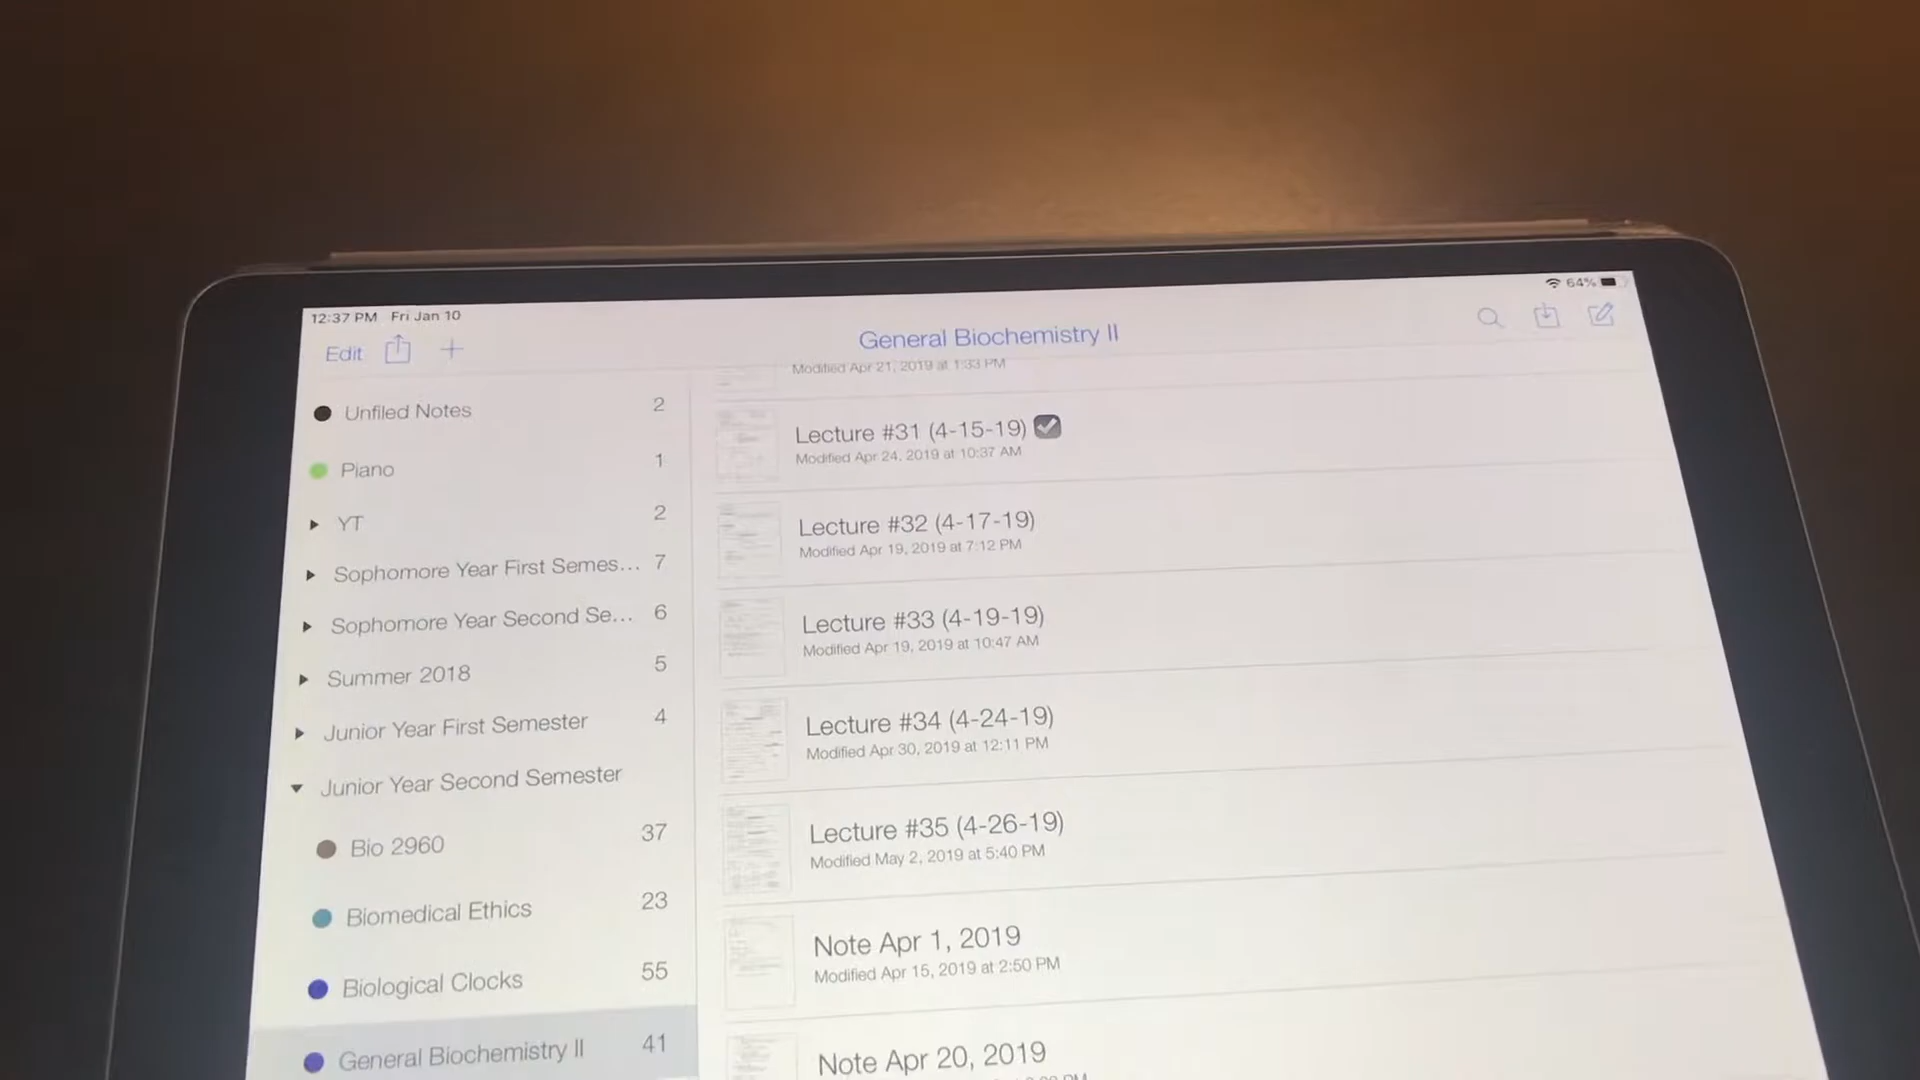 12:37 PM Fri Jan 10
64%
Edit
General Biochemistry II
Unfiled Notes 2
Piano 1
YT 2
Sophomore Year First Semes... 7
Sophomore Year Second Se... 6
Summer 2018 5
Junior Year First Semester 4
Junior Year Second Semester
Bio 2960 37
Biomedical Ethics 23
Biological Clocks 55
General Biochemistry II 41
Modified Apr 21, 2019 at 1:33 PM
Lecture #31 (4-15-19)
Modified Apr 24, 2019 at 10:37 AM
Lecture #32 (4-17-19)
Modified Apr 19, 2019 at 7:12 PM
Lecture #33 (4-19-19)
Modified Apr 19, 2019 at 10:47 AM
Lecture #34 (4-24-19)
Modified Apr 30, 2019 at 12:11 PM
Lecture #35 (4-26-19)
Modified May 2, 2019 at 5:40 PM
Note Apr 1, 2019
Modified Apr 15, 2019 at 2:50 PM
Note Apr 20, 2019